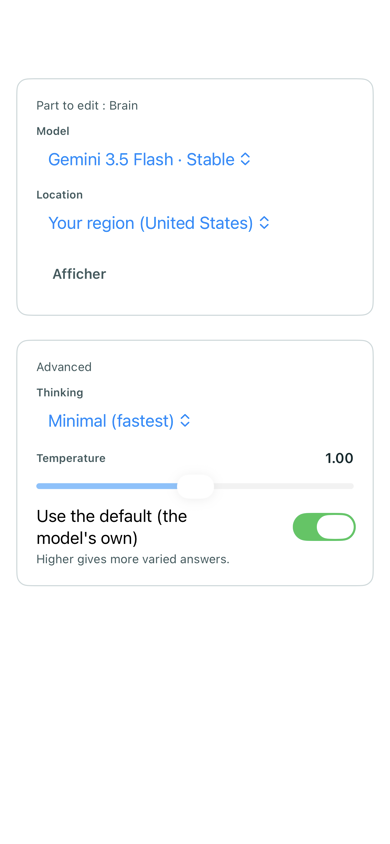 Part to edit : Brain
Model
Gemini 3.5 Flash · Stable
Location
Your region (United States)
Afficher
Advanced
Thinking
Minimal (fastest)
Temperature 1.00
Use the default (the
model's own)
Higher gives more varied answers.